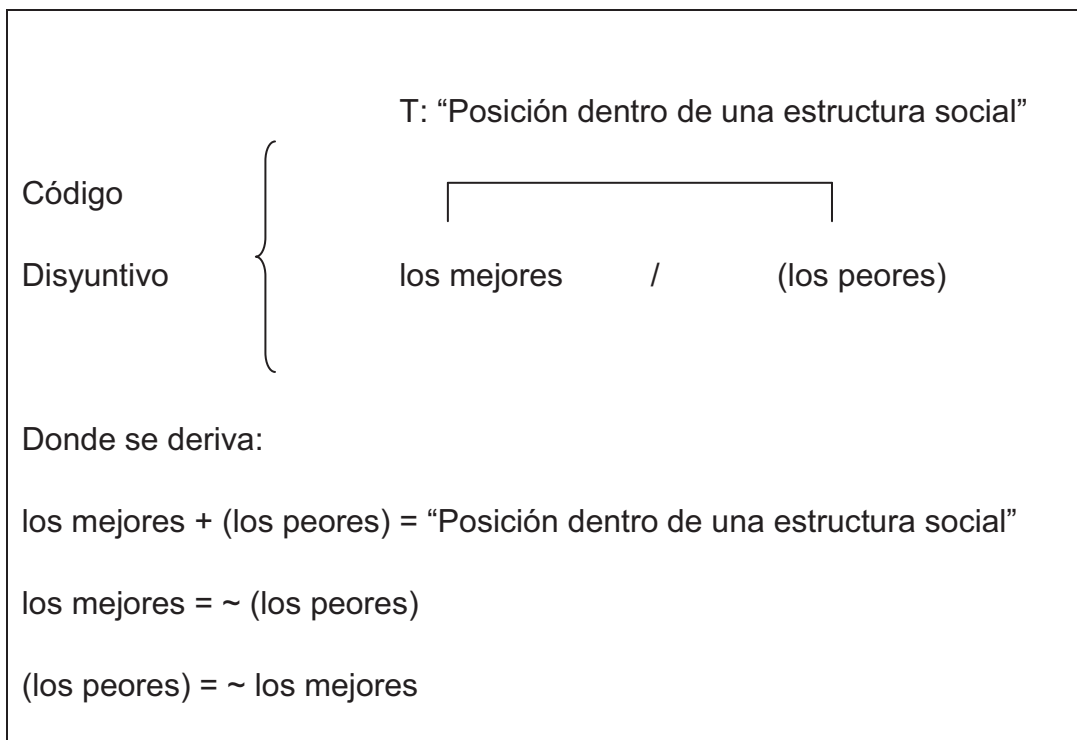 T: “Posición dentro de una estructura social”
Código
Disyuntivo los mejores / (los peores)
Donde se deriva:
los mejores + (los peores) = “Posición dentro de una estructura social”
los mejores = ~ (los peores)
(los peores) = ~ los mejores